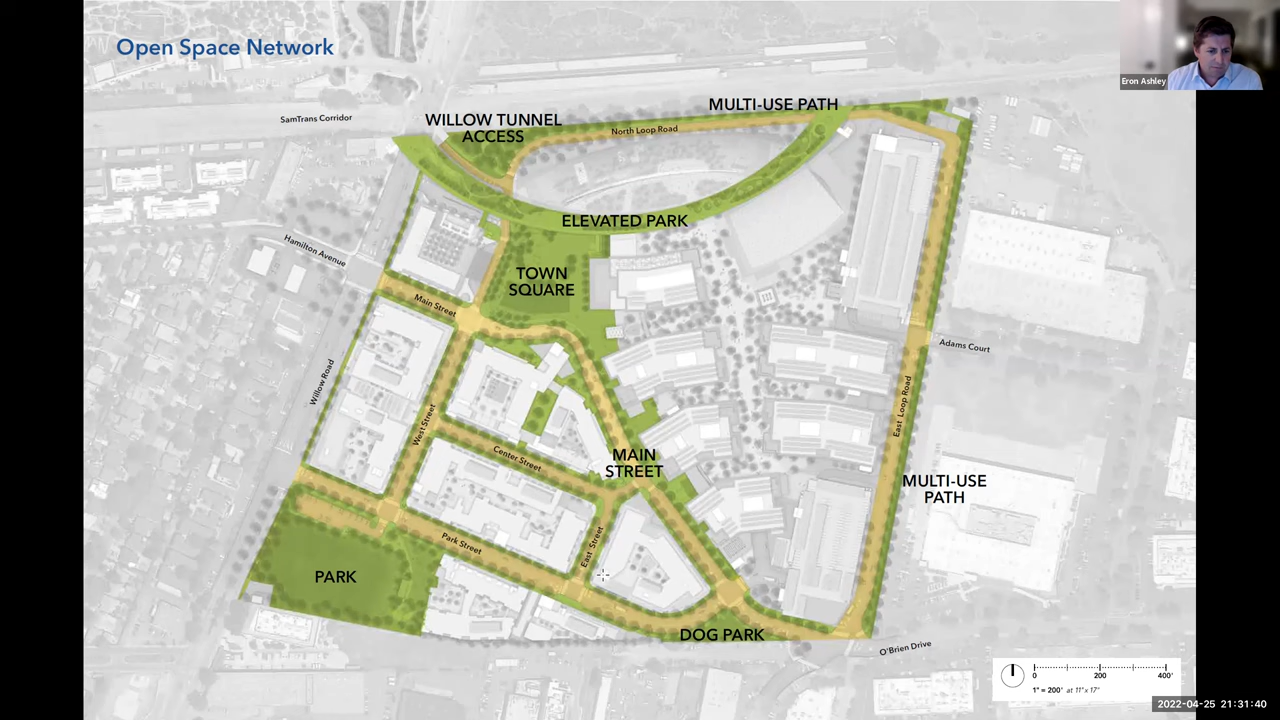 Open Space Network
Eron Ashley
MULTI-USE PATH
SamTrans Corridor
WILLOW TUNNEL
ACCESS
North Loop Road
ELEVATED PARK
Hamilton Avenue
TOWN
SQUARE
Main Street
Adams Court
Willow Road
West Street
East Loop Road
Center Street
MAIN
STREET
MULTI-USE
PATH
Park Street
East Street
PARK
DOG PARK
O'Brien Drive
0 200 400'
1" = 200' at 11"x 17"
2022-04-25 21:31:40